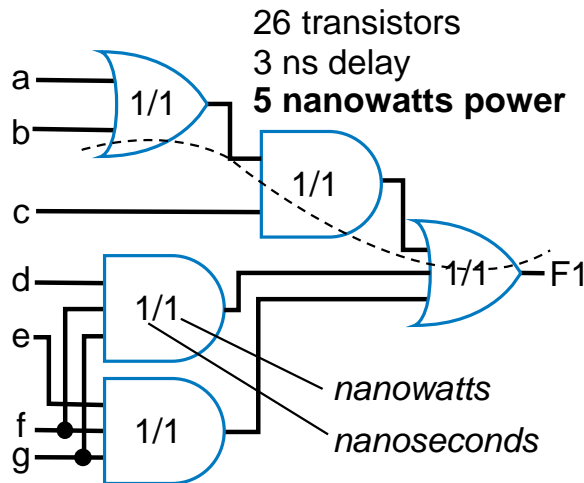 26 transistors
3 ns delay
5 nanowatts power
a
1/1
b
1/1
c
1/1
F1
d
1/1
e
nanowatts
f
1/1
nanoseconds
g